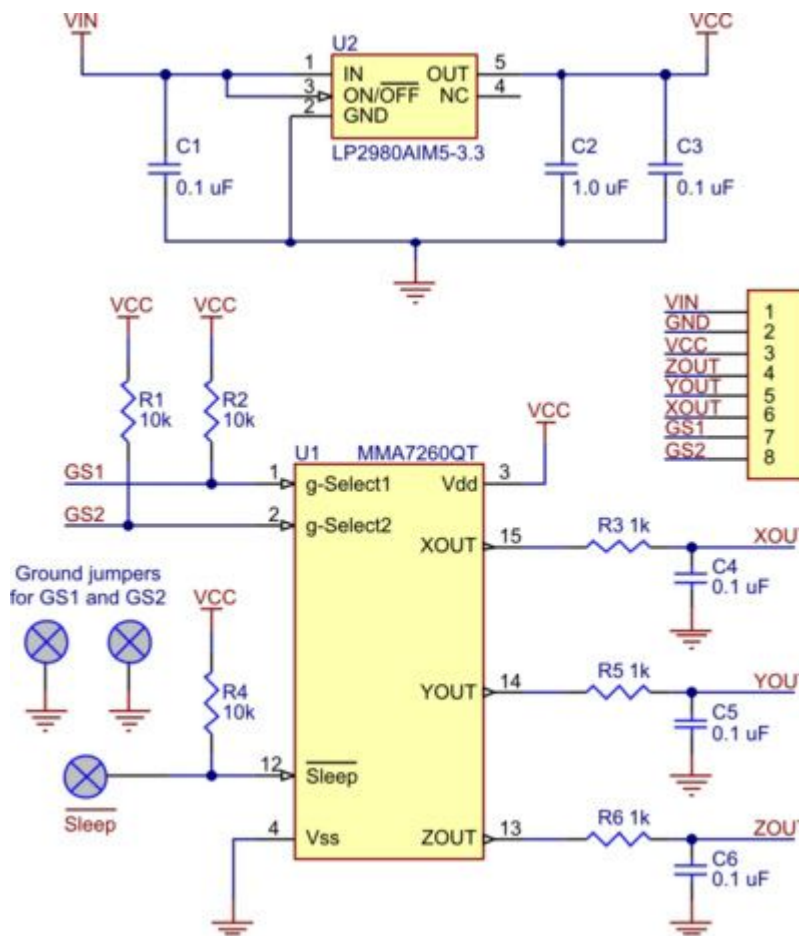 VIN
VCC
U2
1 IN OUT 5
3 ON/OFF NC 4
2 GND
LP2980AIM5-3.3
C1
0.1 uF
C2
1.0 uF
C3
0.1 uF
VCC
VCC
R1
10k
R2
10k
VIN 1
GND 2
VCC 3
ZOUT 4
YOUT 5
XOUT 6
GS1 7
GS2 8
VCC
U1 MMA7260QT
GS1 1 g-Select1 Vdd 3
GS2 2 g-Select2
XOUT 15 R3 1k XOU
C4
0.1 uF
Ground jumpers
for GS1 and GS2
VCC
R4
10k
YOUT 14 R5 1k YOU
C5
0.1 uF
12 Sleep
Sleep
4 Vss ZOUT 13 R6 1k ZOU
C6
0.1 uF